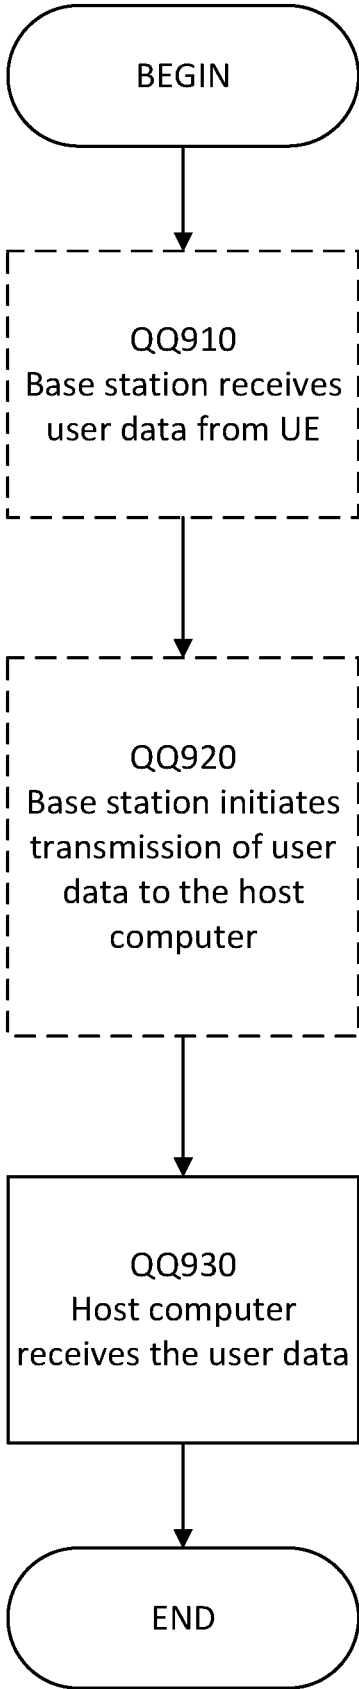 BEGIN
QQ910
Base station receives
user data from UE
QQ920
Base station initiates
transmission of user
data to the host
computer
QQ930
Host computer
receives the user data
END